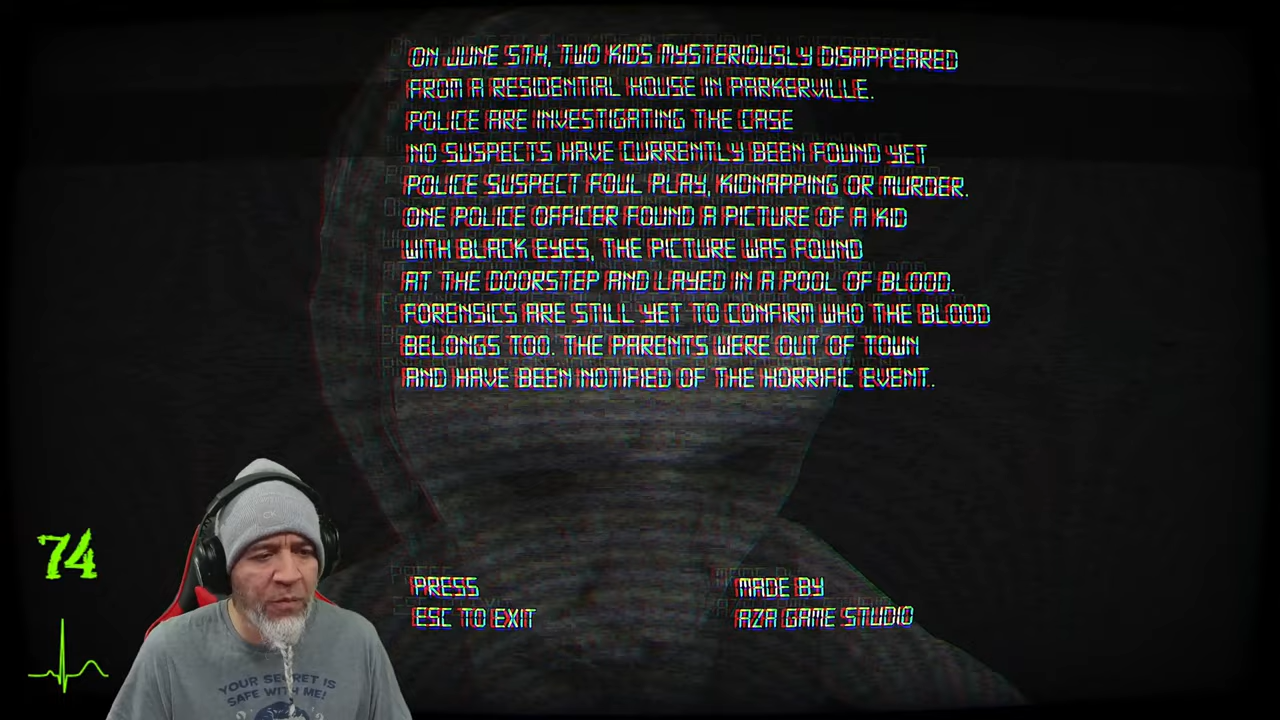 ON JUNE 5TH, TWO KIDS MYSTERIOUSLY DISAPPEARED
FROM A RESIDENTIAL HOUSE IN PARKERVILLE.
POLICE ARE INVESTIGATING THE CASE
NO SUSPECTS HAVE CURRENTLY BEEN FOUND YET
POLICE SUSPECT FOUL PLAY, KIDNAPPING OR MURDER.
ONE POLICE OFFICER FOUND A PICTURE OF A KID
WITH BLACK EYES, THE PICTURE WAS FOUND
AT THE DOORSTEP AND LAYED IN A POOL OF BLOOD.
FORENSICS ARE STILL YET TO CONFIRM WHO THE BLOOD
BELONGS TOO. THE PARENTS WERE OUT OF TOWN
AND HAVE BEEN NOTIFIED OF THE HORRIFIC EVENT..
PRESS
ESC TO EXIT
MADE BY
AZA GAME STUDIO
74
CK
YOUR SECRET IS
SAFE WITH ME!